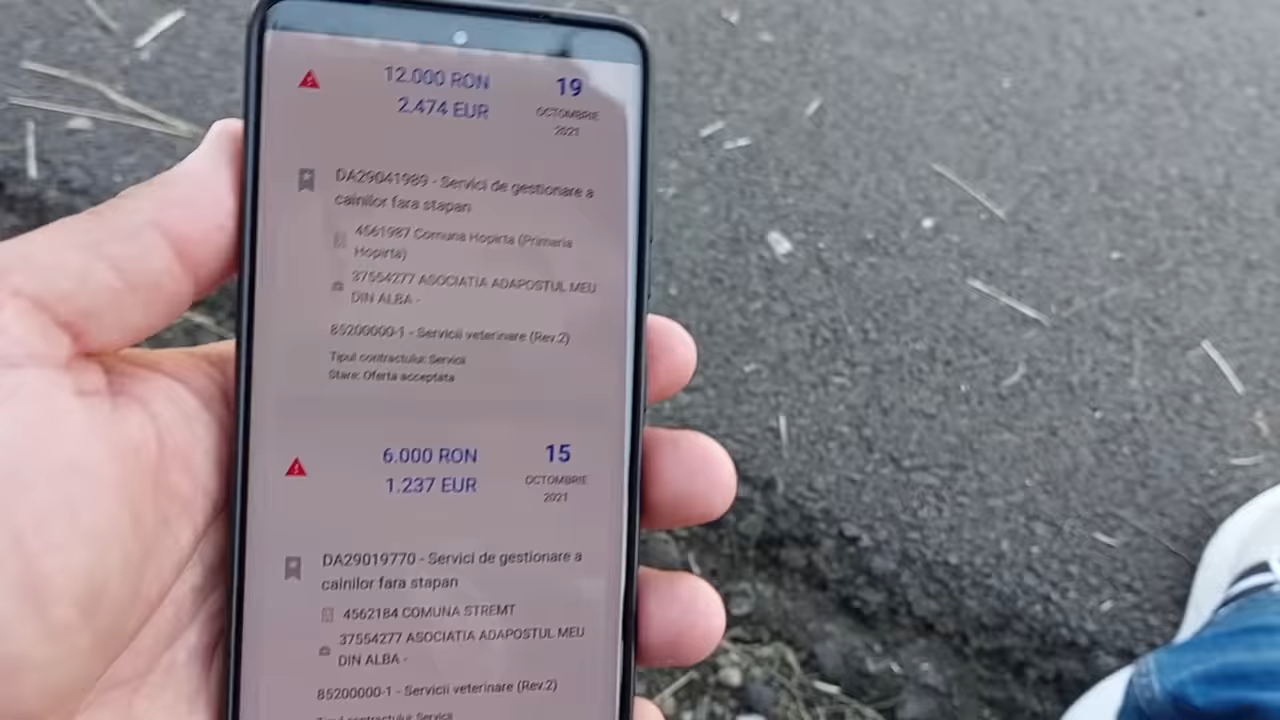 12.000 RON
2.474 EUR
19
OCTOMBRIE
2021
DA29041989 - Servici de gestionare a
cainilor fara stapan
4561987 Comuna Hopirta (Primaria
Hopirta)
37554277 ASOCIATIA ADAPOSTUL MEU
DIN ALBA -
85200000-1 - Servicii veterinare (Rev.2)
Tipul contractului: Servicii
Stare: Oferta acceptata
6.000 RON
1.237 EUR
15
OCTOMBRIE
2021
DA29019770 - Servici de gestionare a
cainilor fara stapan
4562184 COMUNA STREMT
37554277 ASOCIATIA ADAPOSTUL MEU
DIN ALBA -
85200000-1 - Servicii veterinare (Rev.2)
Tipul contractului: Servicii